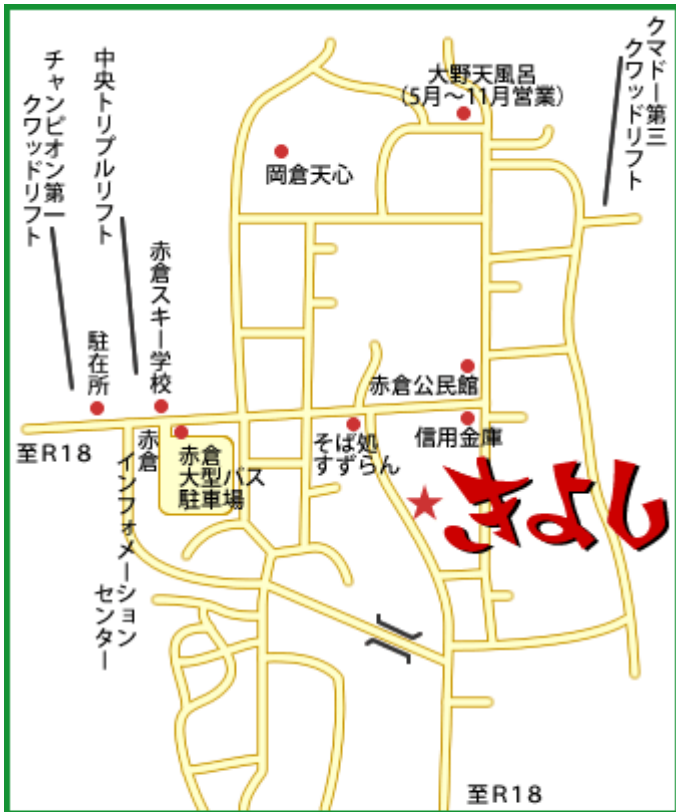 クマドー第三
クワッドリフト
大野天風呂
(5月～11月営業)
岡倉天心
中央トリプルリフト
チャンピオン第一
クワッドリフト
赤倉スキー学校
駐在所
赤倉公民館
信用金庫
そば処
すずらん
至R18
赤倉
インフォメーション
センター
赤倉
大型バス
駐車場
きよし
至R18